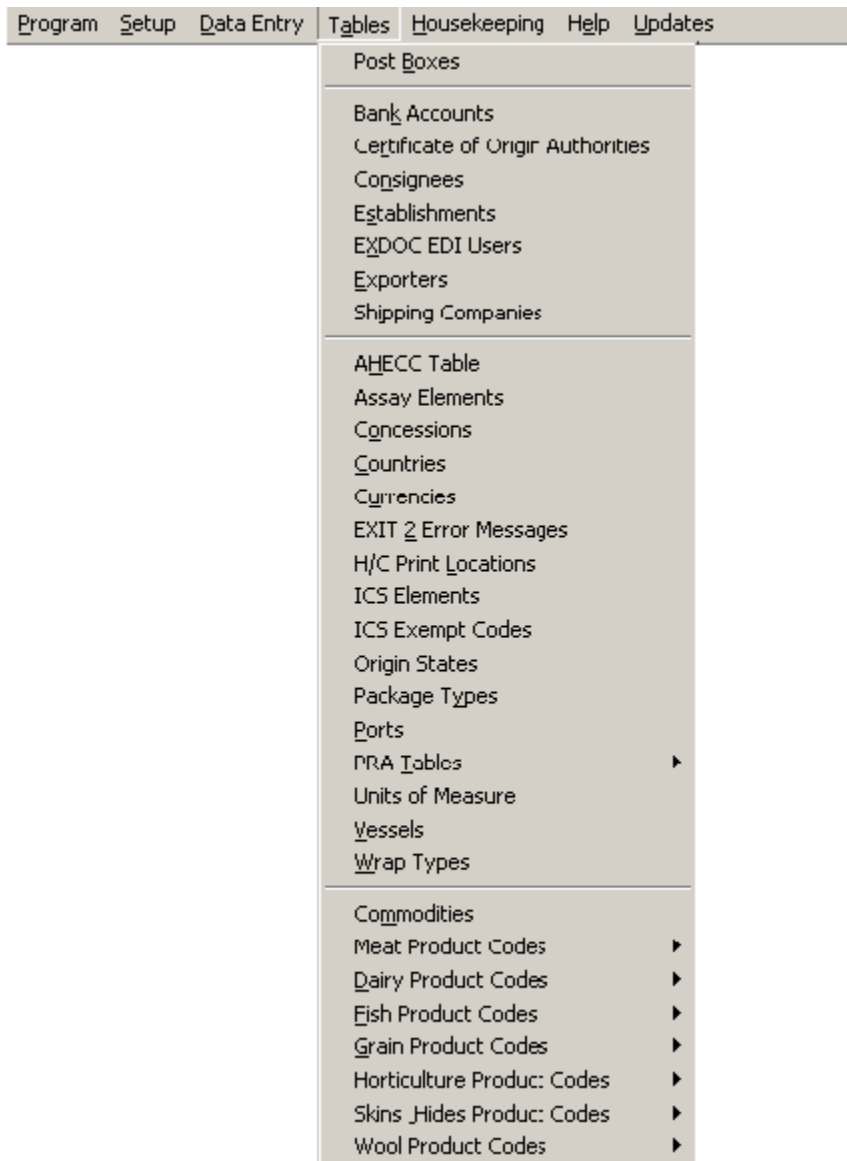 Program Setup Data Entry Tables Housekeeping Help Updates
Post Boxes
Bank Accounts
Certificate of Origin Authorities
Consignees
Establishments
EXDOC EDI Users
Exporters
Shipping Companies
AHECC Table
Assay Elements
Concessions
Countries
Currencies
EXIT 2 Error Messages
H/C Print Locations
ICS Elements
ICS Exempt Codes
Origin States
Package Types
Ports
PRA Tables
Units of Measure
Vessels
Wrap Types
Commodities
Meat Product Codes
Dairy Product Codes
Fish Product Codes
Grain Product Codes
Horticulture Product Codes
Skins _Hides Product Codes
Wool Product Codes